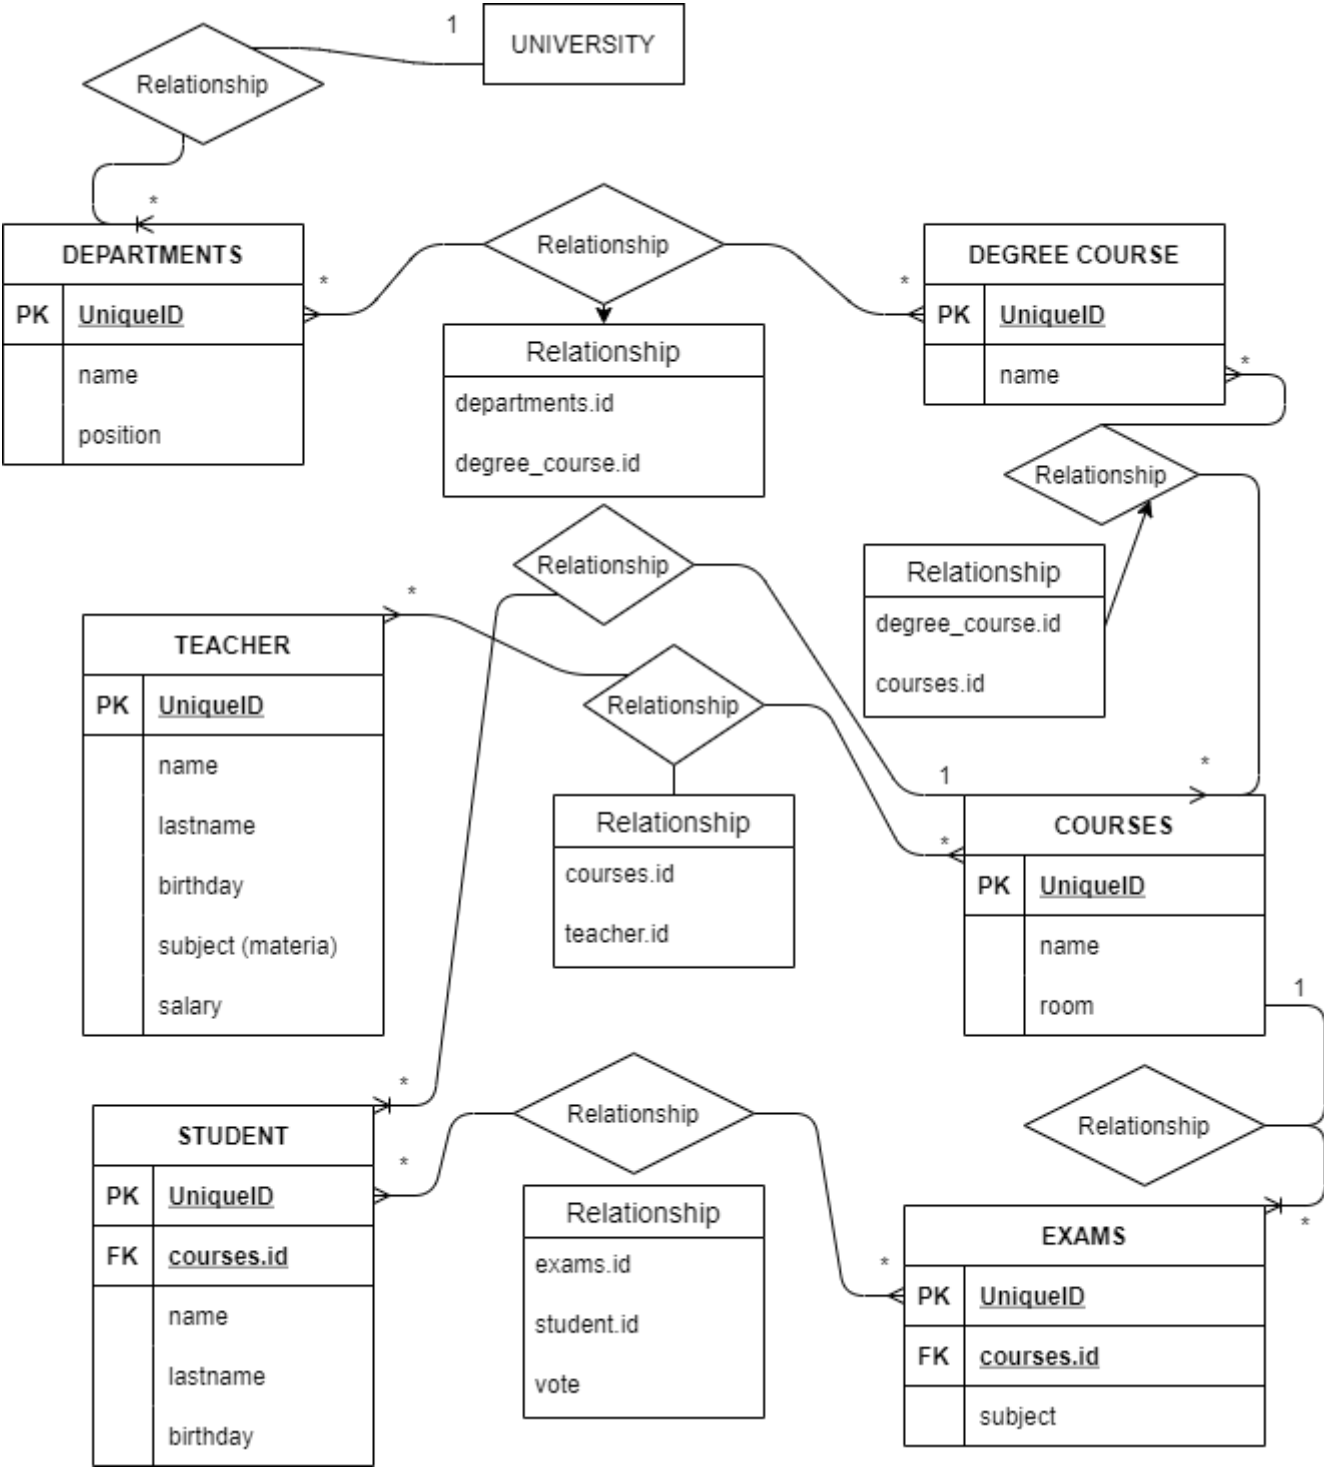 1
UNIVERSITY
Relationship
*
DEPARTMENTS
PK UniqueID
name
position
*
Relationship
*
Relationship
departments.id
degree_course.id
DEGREE COURSE
PK UniqueID
name
*
Relationship
Relationship
degree_course.id
courses.id
*
Relationship
*
TEACHER
PK UniqueID
name
lastname
birthday
subject (materia)
salary
Relationship
Relationship
courses.id
teacher.id
1
*
COURSES
PK UniqueID
name
room
1
*
STUDENT
PK UniqueID
FK courses.id
name
lastname
birthday
*
Relationship
Relationship
exams.id
student.id
vote
*
Relationship
*
EXAMS
PK UniqueID
FK courses.id
subject